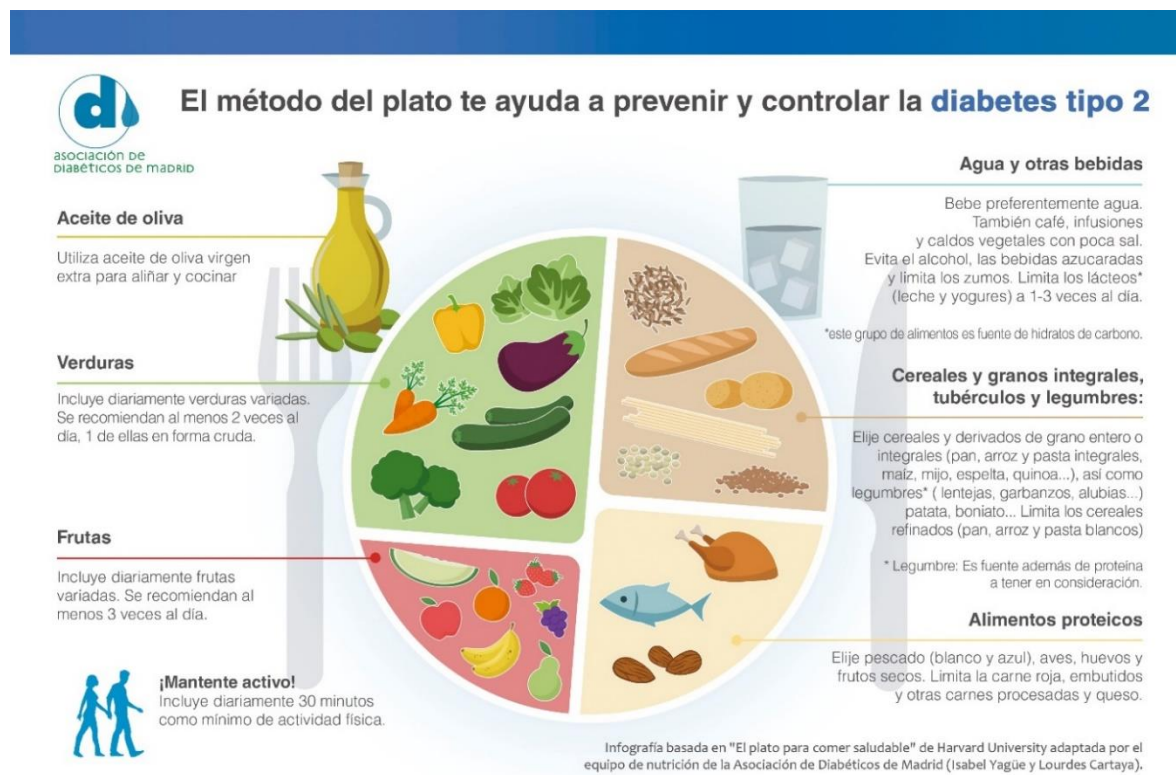 El método del plato te ayuda a prevenir y controlar la diabetes tipo 2
d
asociación de
diabéticos de madrid
Aceite de oliva
Utiliza aceite de oliva virgen
extra para aliñar y cocinar
Verduras
Incluye diariamente verduras variadas.
Se recomiendan al menos 2 veces al
día, 1 de ellas en forma cruda.
Frutas
Incluye diariamente frutas
variadas. Se recomiendan al
menos 3 veces al día.
¡Mantente activo!
Incluye diariamente 30 minutos
como mínimo de actividad física.
Agua y otras bebidas
Bebe preferentemente agua.
También café, infusiones
y caldos vegetales con poca sal.
Evita el alcohol, las bebidas azucaradas
y limita los zumos. Limita los lácteos*
(leche y yogures) a 1-3 veces al día.
*este grupo de alimentos es fuente de hidratos de carbono.
Cereales y granos integrales,
tubérculos y legumbres:
Elije cereales y derivados de grano entero o
integrales (pan, arroz y pasta integrales,
maíz, mijo, espelta, quinoa...), así como
legumbres* ( lentejas, garbanzos, alubias...)
patata, boniato... Limita los cereales
refinados (pan, arroz y pasta blancos)
* Legumbre: Es fuente además de proteina
a tener en consideración.
Alimentos proteicos
Elije pescado (blanco y azul), aves, huevos y
frutos secos. Limita la carne roja, embutidos
y otras carnes procesadas y queso.
Infografía basada en "El plato para comer saludable" de Harvard University adaptada por el
equipo de nutrición de la Asociación de Diabéticos de Madrid (Isabel Yagüe y Lourdes Cartaya).